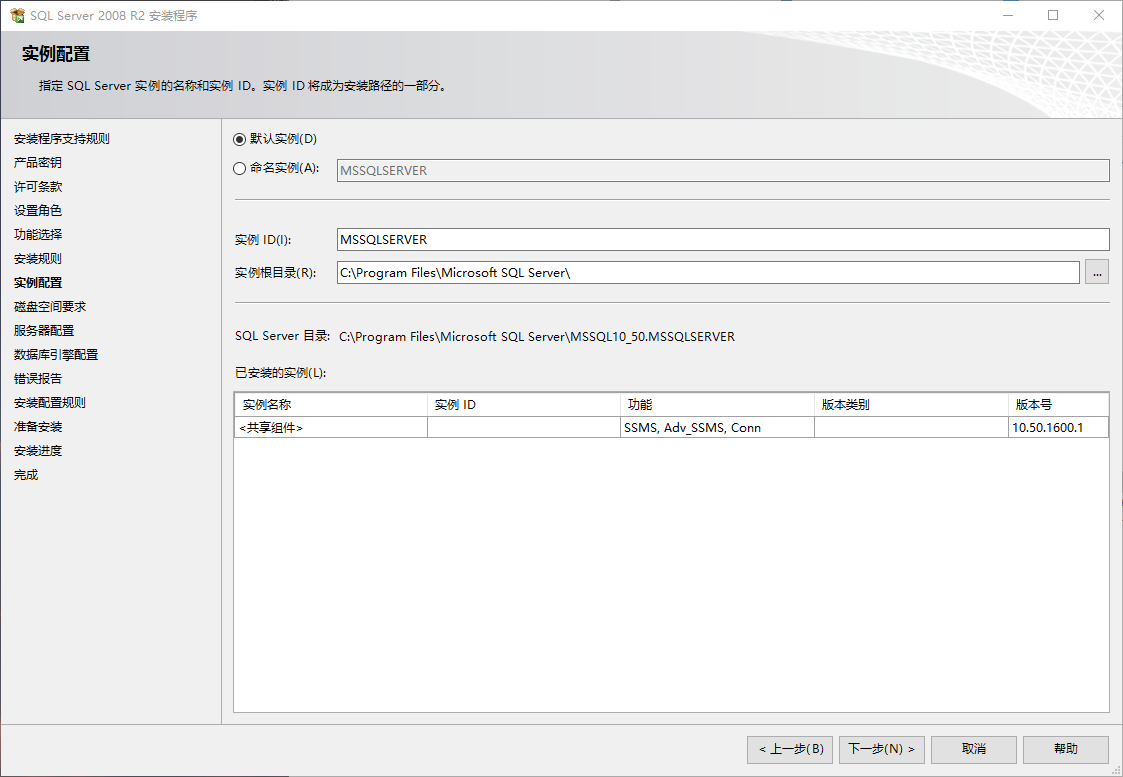 SQL Server 2008 R2 安装程序
实例配置
指定 SQL Server 实例的名称和实例 ID。实例 ID 将成为安装路径的一部分。
安装程序支持规则
产品密钥
许可条款
设置角色
功能选择
安装规则
实例配置
磁盘空间要求
服务器配置
数据库引擎配置
错误报告
安装配置规则
准备安装
安装进度
完成
默认实例(D)
命名实例(A): MSSQLSERVER
实例 ID(I): MSSQLSERVER
实例根目录(R): C:\Program Files\Microsoft SQL Server\ ...
SQL Server 目录: C:\Program Files\Microsoft SQL Server\MSSQL10_50.MSSQLSERVER
已安装的实例(L):
实例名称 实例 ID 功能 版本类别 版本号
<共享组件> SSMS, Adv_SSMS, Conn 10.50.1600.1
< 上一步(B) 下一步(N) > 取消 帮助